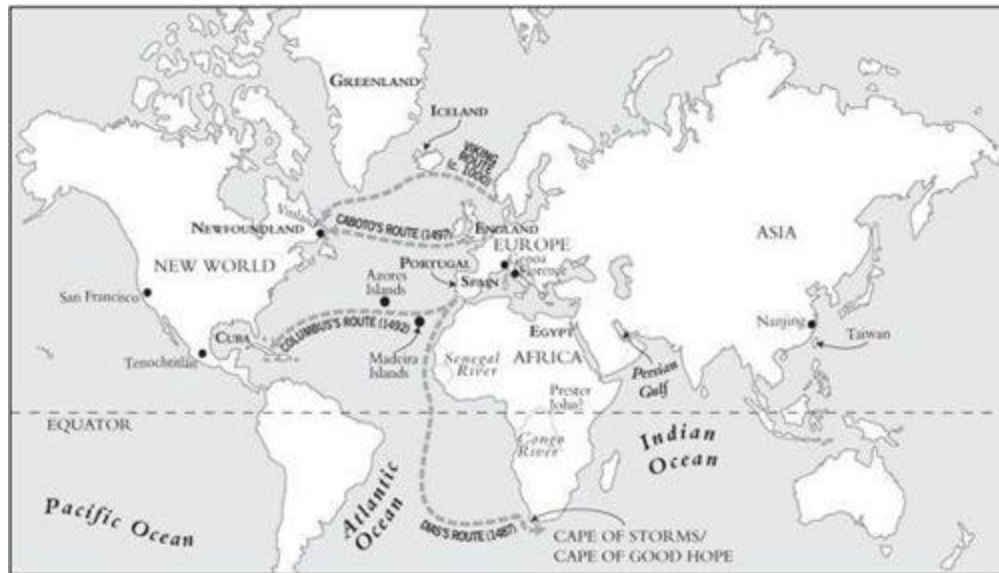 GREENLAND
ICELAND
VIKING
ROUTE
(c. 1000)
Vinland
NEWFOUNDLAND
CABOTO'S ROUTE (1497)
ENGLAND
EUROPE
ASIA
NEW WORLD
PORTUGAL
SPAIN
Genoa
Florence
Azores
Islands
San Francisco
COLUMBUS'S ROUTE (1492)
CUBA
Tenochtitlán
Madeira
Islands
EGYPT
AFRICA
Senegal
River
Persian
Gulf
Nanjing
Taiwan
Prester
John?
EQUATOR
Congo
River
Indian
Ocean
Atlantic
Ocean
Pacific Ocean
DIAS'S ROUTE (1487)
CAPE OF STORMS/
CAPE OF GOOD HOPE